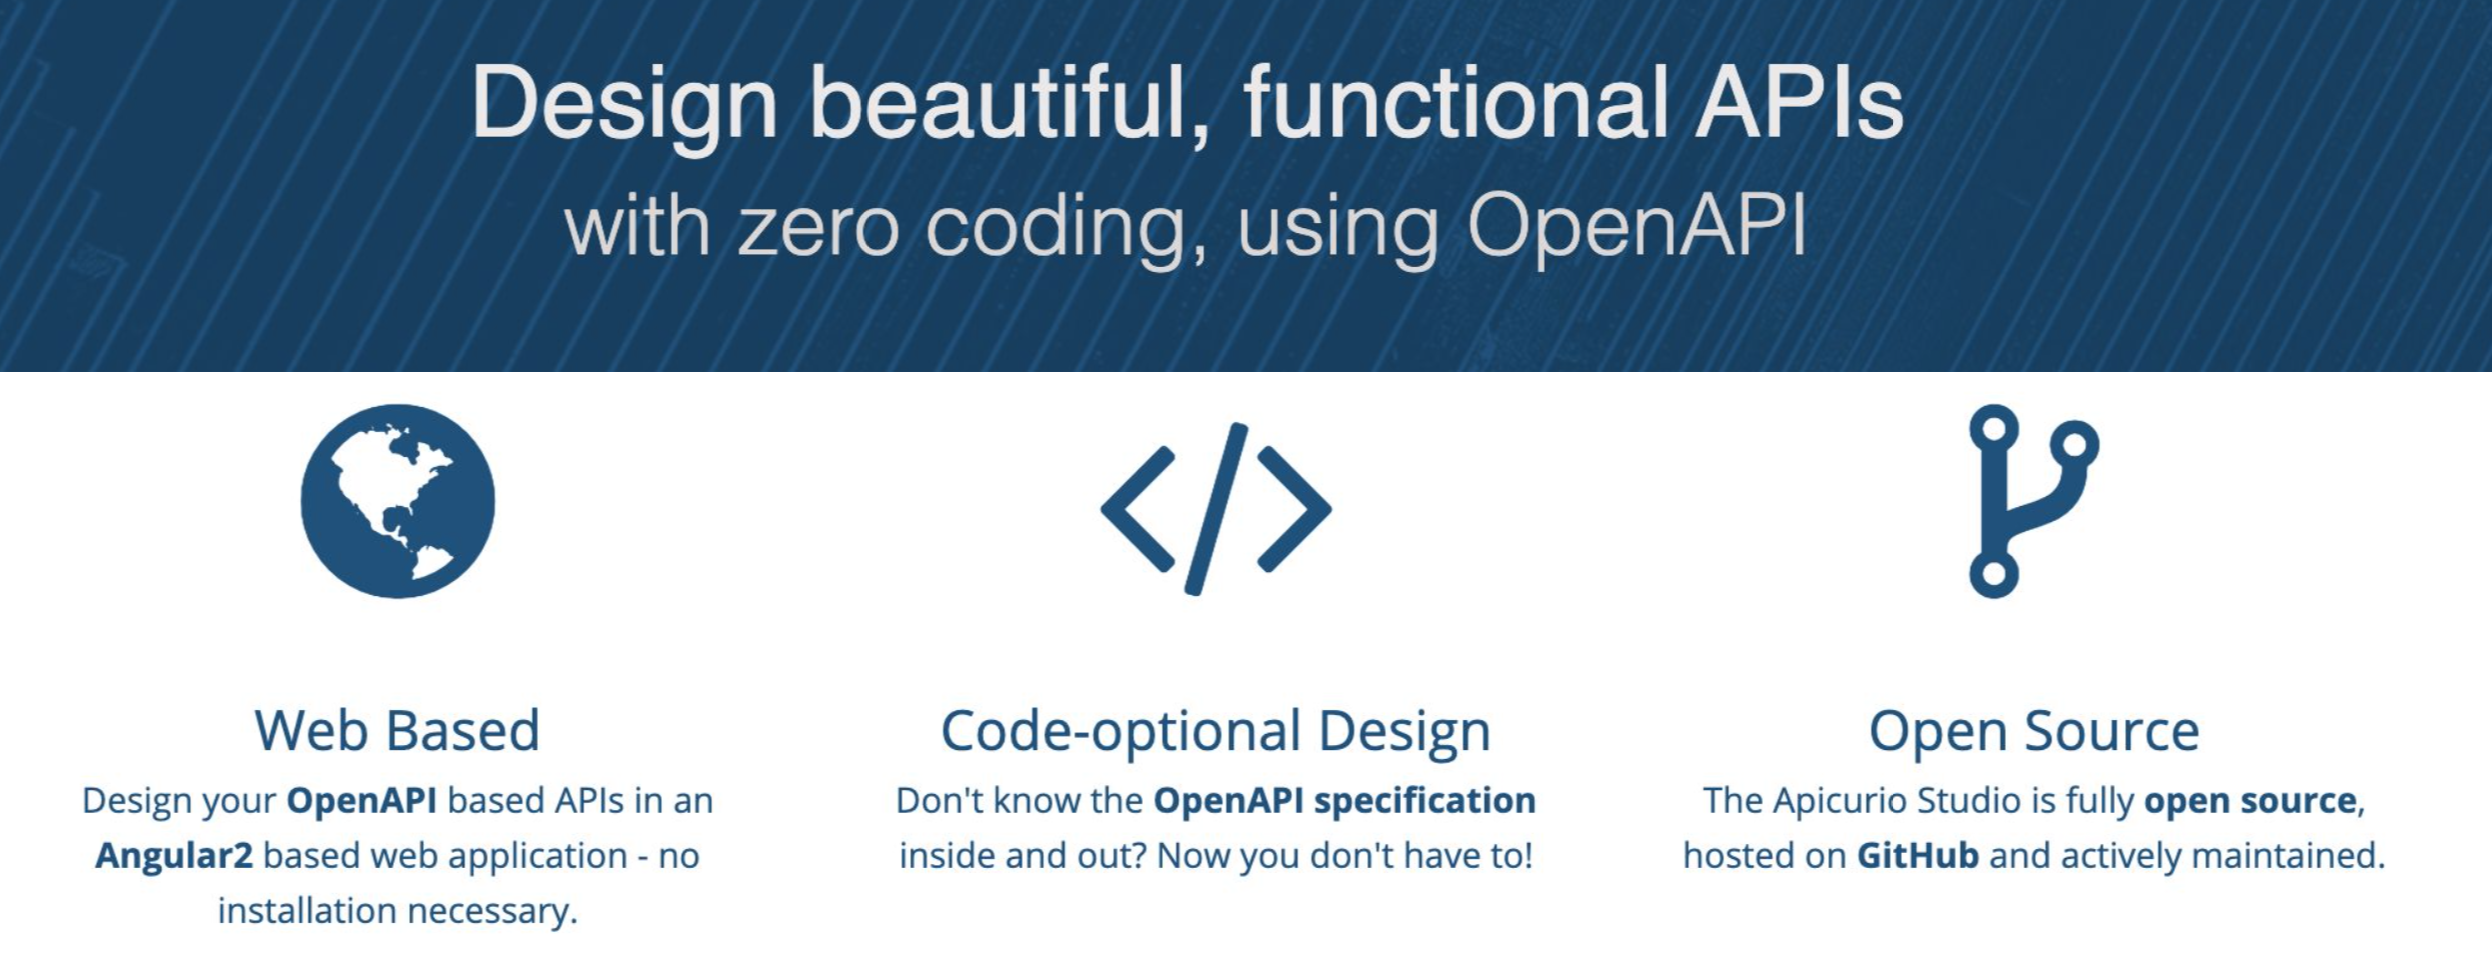 Design beautiful, functional APIs
with zero coding, using OpenAPI
Web Based
Design your OpenAPI based APIs in an
Angular2 based web application - no
installation necessary.
Code-optional Design
Don't know the OpenAPI specification
inside and out? Now you don't have to!
Open Source
The Apicurio Studio is fully open source,
hosted on GitHub and actively maintained.